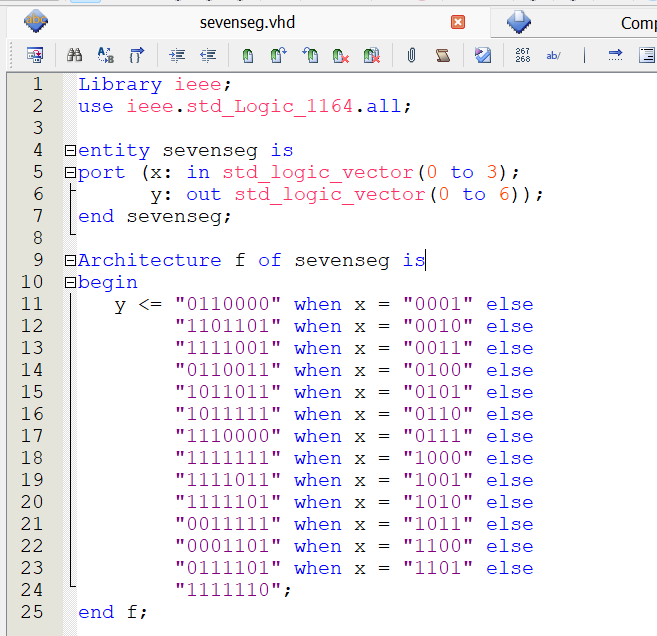 sevenseg.vhd
Comp
abc
267
268
ab/
1 Library ieee;
2 use ieee.std_Logic_1164.all;
3
4 entity sevenseg is
5 port (x: in std_logic_vector(0 to 3);
6       y: out std_logic_vector(0 to 6));
7 end sevenseg;
8
9 Architecture f of sevenseg is
10 begin
11    y <= "0110000" when x = "0001" else
12         "1101101" when x = "0010" else
13         "1111001" when x = "0011" else
14         "0110011" when x = "0100" else
15         "1011011" when x = "0101" else
16         "1011111" when x = "0110" else
17         "1110000" when x = "0111" else
18         "1111111" when x = "1000" else
19         "1111011" when x = "1001" else
20         "1111101" when x = "1010" else
21         "0011111" when x = "1011" else
22         "0001101" when x = "1100" else
23         "0111101" when x = "1101" else
24         "1111110";
25 end f;